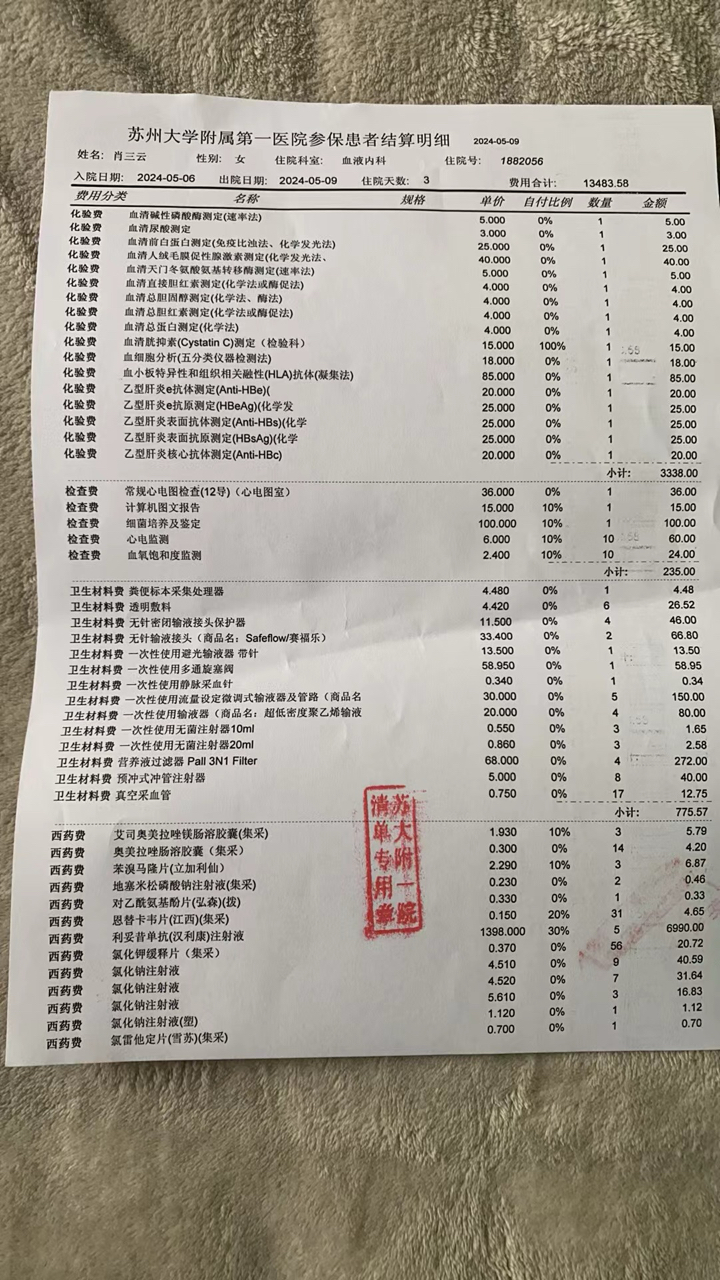 苏州大学附属第一医院参保患者结算明细 2024-05-09
姓名: 肖三云 性别: 女 住院科室: 血液内科 住院号: 1882056
入院日期: 2024-05-06 出院日期: 2024-05-09 住院天数: 3 费用合计: 13483.58
费用分类 名称 规格 单价 自付比例 数量 金额
化验费 血清碱性磷酸酶测定(速率法) 5.000 0% 1 5.00
化验费 血清尿酸测定 3.000 0% 1 3.00
化验费 血清前白蛋白测定(免疫比浊法、化学发光法) 25.000 0% 1 25.00
化验费 血清人绒毛膜促性腺激素测定(化学发光法、 40.000 0% 1 40.00
化验费 血清天门冬氨酸氨基转移酶测定(速率法) 5.000 0% 1 5.00
化验费 血清直接胆红素测定(化学法或酶促法) 4.000 0% 1 4.00
化验费 血清总胆固醇测定(化学法、酶法) 4.000 0% 1 4.00
化验费 血清总胆红素测定(化学法或酶促法) 4.000 0% 1 4.00
化验费 血清总蛋白测定(化学法) 4.000 0% 1 4.00
化验费 血清胱抑素(Cystatin C)测定（检验科） 15.000 100% 1 15.00
化验费 血细胞分析(五分类仪器检测法) 18.000 0% 1 18.00
化验费 血小板特异性和组织相关融性(HLA)抗体(凝集法) 85.000 0% 1 85.00
化验费 乙型肝炎e抗体测定(Anti-HBe)( 20.000 0% 1 20.00
化验费 乙型肝炎e抗原测定(HBeAg)(化学发 25.000 0% 1 25.00
化验费 乙型肝炎表面抗体测定(Anti-HBs)(化学 25.000 0% 1 25.00
化验费 乙型肝炎表面抗原测定(HBsAg)(化学 25.000 0% 1 25.00
化验费 乙型肝炎核心抗体测定(Anti-HBc) 20.000 0% 1 20.00
小计: 3338.00
检查费 常规心电图检查(12导)（心电图室） 36.000 0% 1 36.00
检查费 计算机图文报告 15.000 10% 1 15.00
检查费 细菌培养及鉴定 100.000 10% 1 100.00
检查费 心电监测 6.000 10% 10 60.00
检查费 血氧饱和度监测 2.400 10% 10 24.00
小计: 235.00
卫生材料费 粪便标本采集处理器 4.480 0% 1 4.48
卫生材料费 透明敷料 4.420 0% 6 26.52
卫生材料费 无针密闭输液接头保护器 11.500 0% 4 46.00
卫生材料费 无针输液接头（商品名：Safeflow/赛福乐） 33.400 0% 2 66.80
卫生材料费 一次性使用避光输液器 带针 13.500 0% 1 13.50
卫生材料费 一次性使用多通旋塞阀 58.950 0% 1 58.95
卫生材料费 一次性使用静脉采血针 0.340 0% 1 0.34
卫生材料费 一次性使用流量设定微调式输液器及管路（商品名 30.000 0% 5 150.00
卫生材料费 一次性使用输液器（商品名：超低密度聚乙烯输液 20.000 0% 4 80.00
卫生材料费 一次性使用无菌注射器10ml 0.550 0% 3 1.65
卫生材料费 一次性使用无菌注射器20ml 0.860 0% 3 2.58
卫生材料费 营养液过滤器 Pall 3N1 Filter 68.000 0% 4 272.00
卫生材料费 预冲式冲管注射器 5.000 0% 8 40.00
卫生材料费 真空采血管 0.750 0% 17 12.75
小计: 775.57
西药费 艾司奥美拉唑镁肠溶胶囊(集采) 1.930 10% 3 5.79
西药费 奥美拉唑肠溶胶囊（集采） 0.300 0% 14 4.20
西药费 苯溴马隆片(立加利仙) 2.290 10% 3 6.87
西药费 地塞米松磷酸钠注射液(集采) 0.230 0% 2 0.46
西药费 对乙酰氨基酚片(弘森)(拨) 0.330 0% 1 0.33
西药费 恩替卡韦片(江西)(集采) 0.150 20% 31 4.65
西药费 利妥昔单抗(汉利康)注射液 1398.000 30% 5 6990.00
西药费 氯化钾缓释片（集采） 0.370 0% 56 20.72
西药费 氯化钠注射液 4.510 0% 9 40.59
西药费 氯化钠注射液 4.520 0% 7 31.64
西药费 氯化钠注射液 5.610 0% 3 16.83
西药费 氯化钠注射液(塑) 1.120 0% 1 1.12
西药费 氯雷他定片(雪苏)(集采) 0.700 0% 1 0.70
苏大附一院
清单专用章